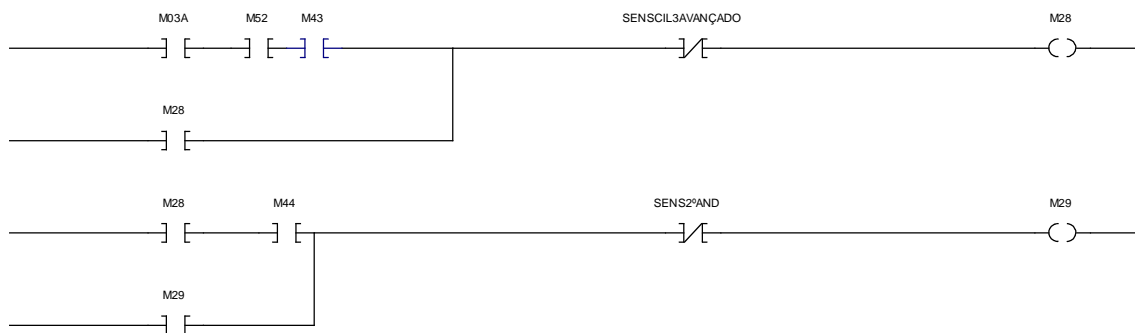 M03A M52 M43 SENSCIL3AVANÇADO M28
M28
M28 M44 SENS2ºAND M29
M29